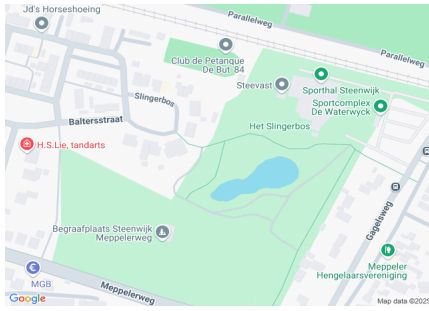 Jd's Horseshoeing
Parallelweg
Club de Petanque
De But '84
Parallelweg
Steevast
Sporthal Steenwijk
Slingerbos
Sportcomplex
De Waterwyck
Baltersstraat
Het Slingerbos
H.S.Lie, tandarts
Gagelsweg
Begraafplaats Steenwijk
Meppelerweg
Meppeler
Hengelaarsvereniging
MGB
Meppelerweg
Google
Map data ©2025